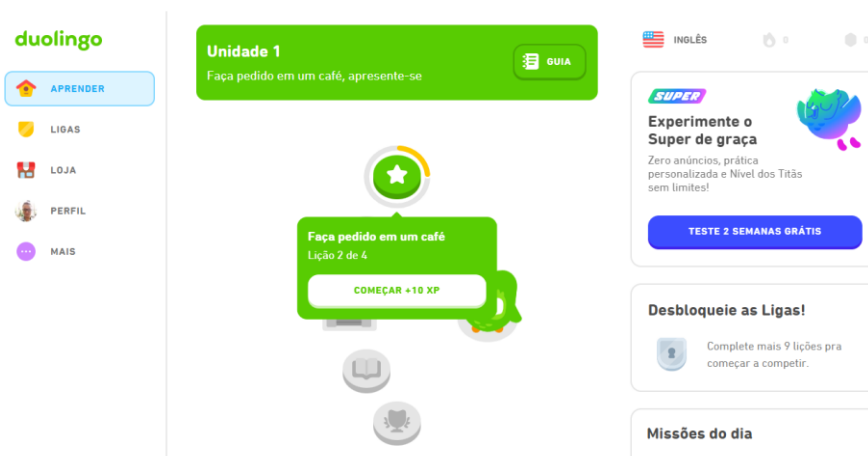 duolingo
APRENDER
LIGAS
LOJA
PERFIL
MAIS
Unidade 1
Faça pedido em um café, apresente-se
GUIA
Faça pedido em um café
Lição 2 de 4
COMEÇAR +10 XP
INGLÊS
SUPER
Experimente o
Super de graça
Zero anúncios, prática
personalizada e Nível dos Titãs
sem limites!
TESTE 2 SEMANAS GRÁTIS
Desbloqueie as Ligas!
Complete mais 9 lições pra
começar a competir.
Missões do dia